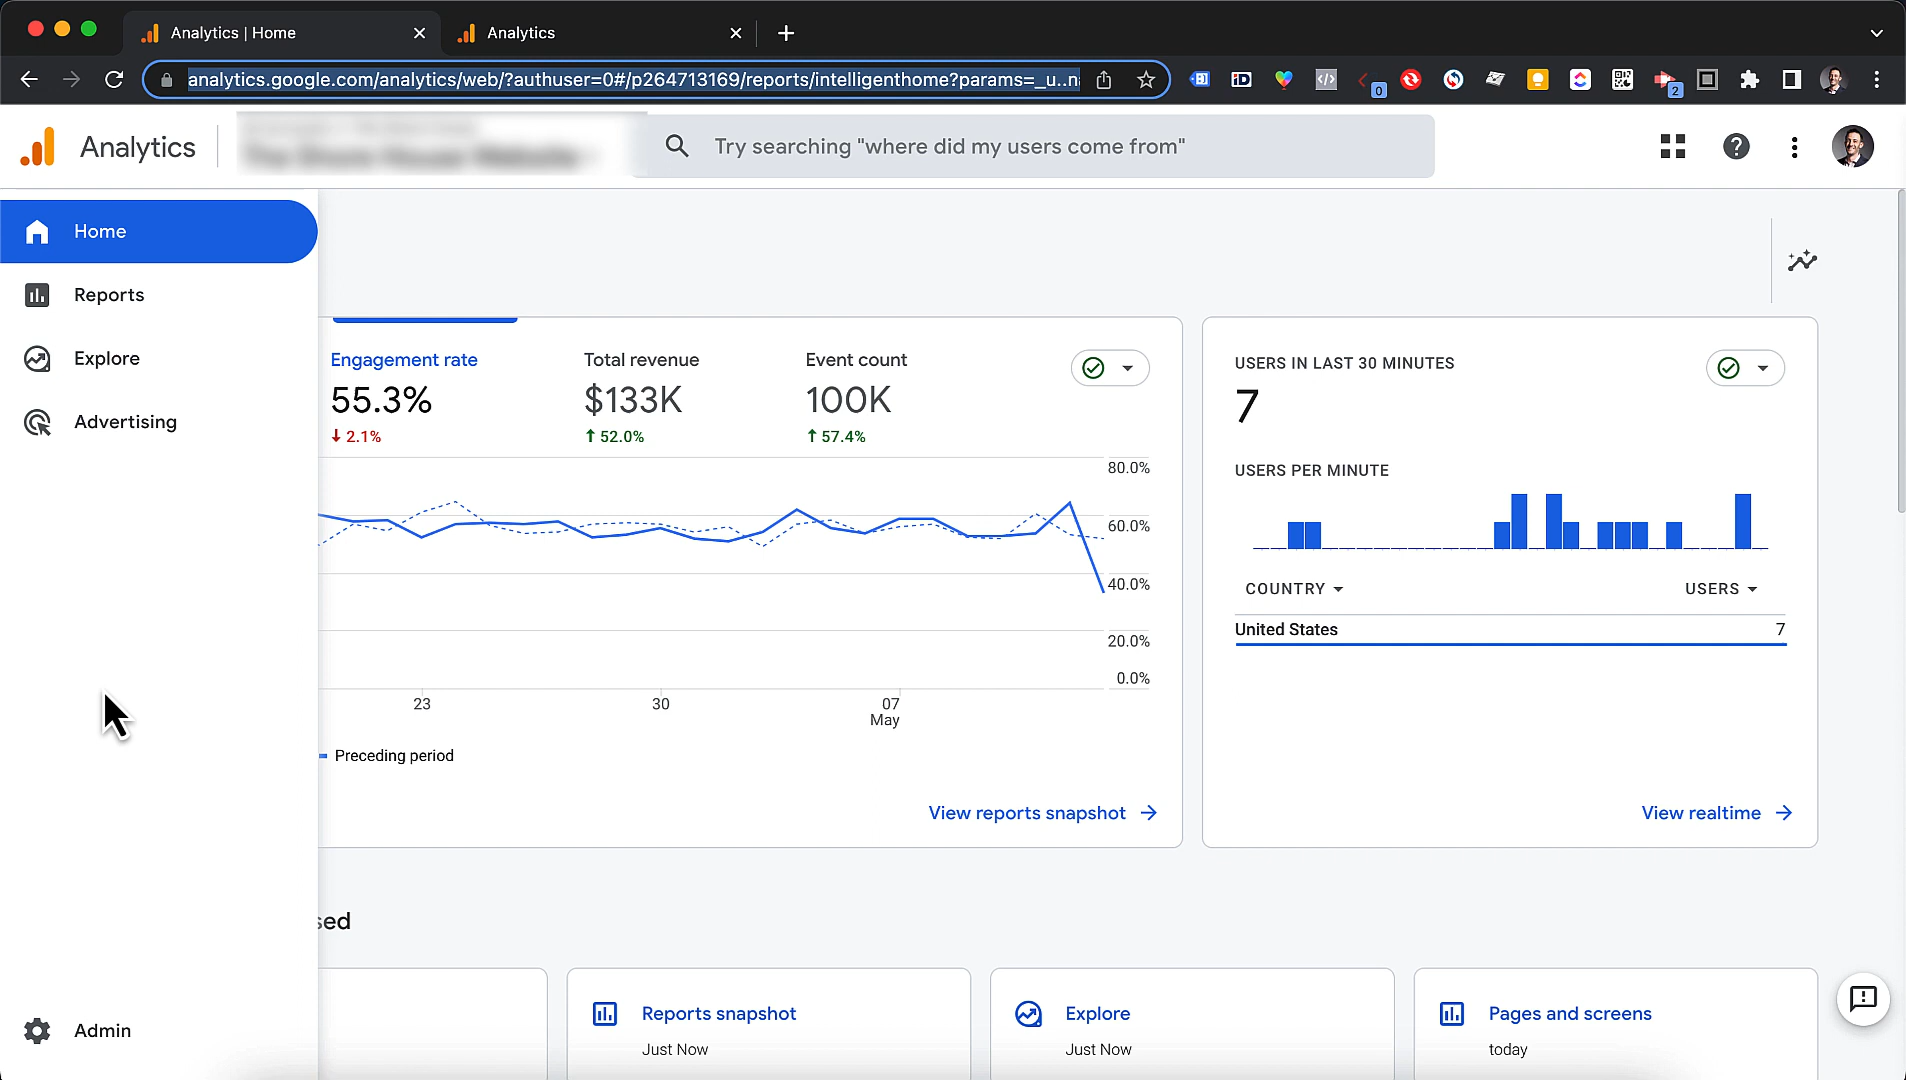 Analytics | Home
Analytics
analytics.google.com/analytics/web/?authuser=0#/p264713169/reports/intelligenthome?params=_u..n
0
2
Analytics
Try searching "where did my users come from"
Home
Reports
Explore
Advertising
Admin
Engagement rate
55.3%
2.1%
Total revenue
$133K
52.0%
Event count
100K
57.4%
80.0%
60.0%
40.0%
20.0%
0.0%
23
30
07
May
Preceding period
View reports snapshot
USERS IN LAST 30 MINUTES
7
USERS PER MINUTE
COUNTRY
USERS
United States
7
View realtime
sed
Reports snapshot
Just Now
Explore
Just Now
Pages and screens
today